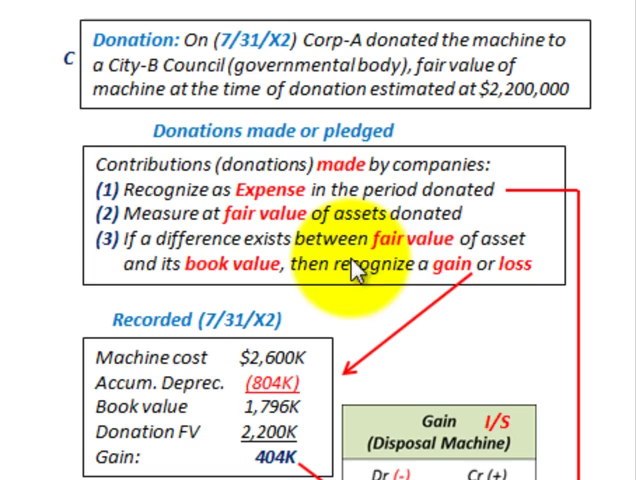 C
Donation: On (7/31/X2) Corp-A donated the machine to
a City-B Council (governmental body), fair value of
machine at the time of donation estimated at $2,200,000
Donations made or pledged
Contributions (donations) made by companies:
(1) Recognize as Expense in the period donated
(2) Measure at fair value of assets donated
(3) If a difference exists between fair value of asset
and its book value, then recognize a gain or loss
Recorded (7/31/X2)
Machine cost $2,600K
Accum. Deprec. (804K)
Book value 1,796K
Donation FV 2,200K
Gain: 404K
Gain I/S
(Disposal Machine)
Dr (-) Cr (+)